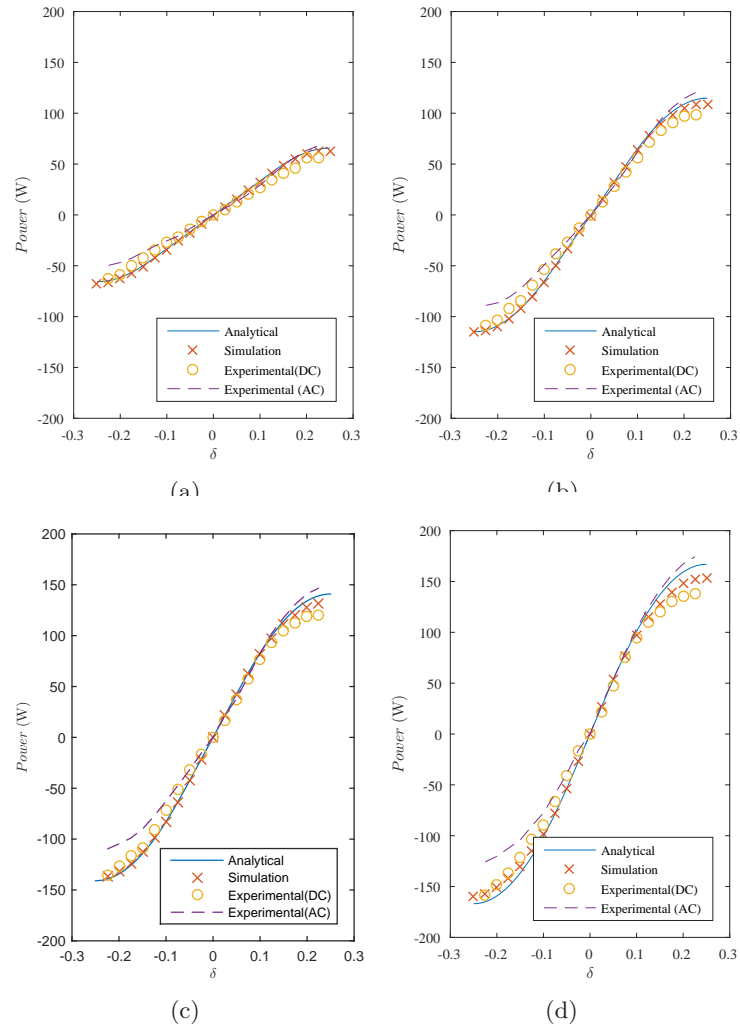 200
150
100
50
0
-50
-100
-150
-200
Power (W)
-0.3 -0.2 -0.1 0 0.1 0.2 0.3
δ
Analytical
Simulation
Experimental(DC)
Experimental (AC)
(a)
200
150
100
50
0
-50
-100
-150
-200
Power (W)
-0.3 -0.2 -0.1 0 0.1 0.2 0.3
δ
Analytical
Simulation
Experimental(DC)
Experimental (AC)
(b)
200
150
100
50
0
-50
-100
-150
-200
Power (W)
-0.3 -0.2 -0.1 0 0.1 0.2 0.3
δ
Analytical
Simulation
Experimental(DC)
Experimental(AC)
(c)
200
150
100
50
0
-50
-100
-150
-200
Power (W)
-0.3 -0.2 -0.1 0 0.1 0.2 0.3
δ
Analytical
Simulation
Experimental(DC)
Experimental (AC)
(d)